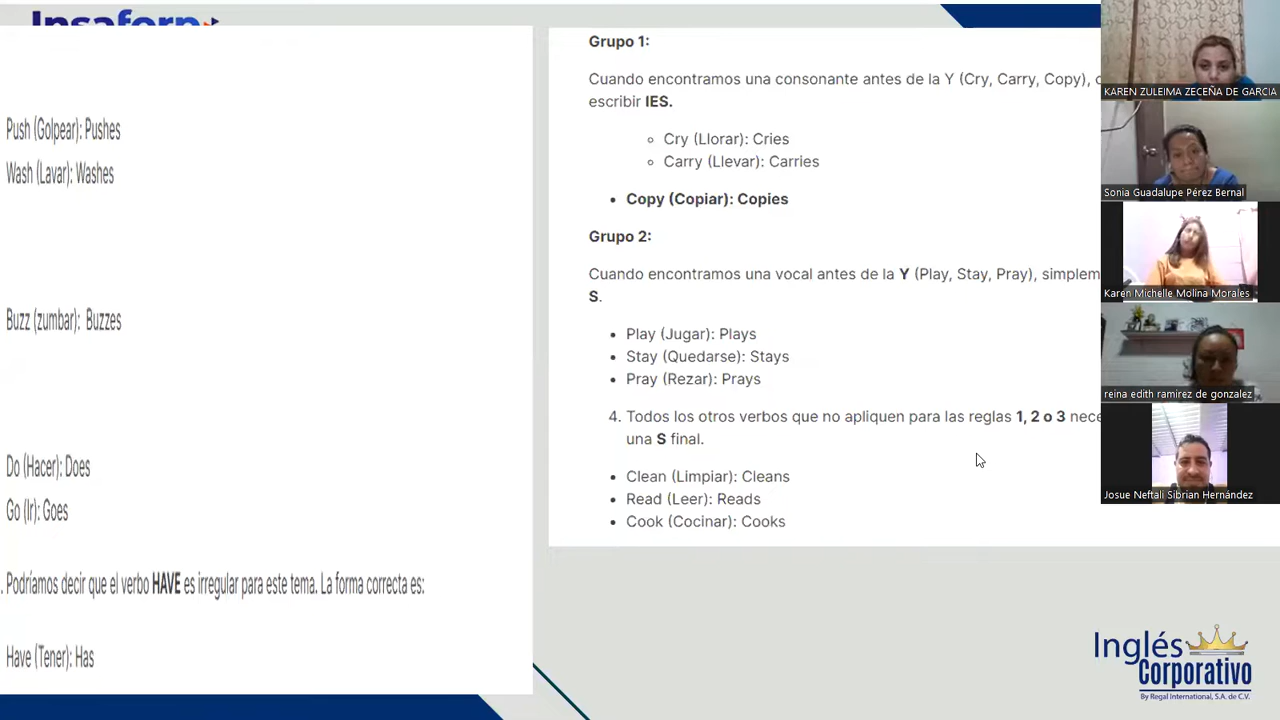 Insaforp
Push (Golpear): Pushes
Wash (Lavar): Washes
Buzz (zumbar): Buzzes
Do (Hacer): Does
Go (Ir): Goes
. Podríamos decir que el verbo HAVE es irregular para este tema. La forma correcta es:
Have (Tener): Has
Grupo 1:
Cuando encontramos una consonante antes de la Y (Cry, Carry, Copy),
escribir IES.
Cry (Llorar): Cries
Carry (Llevar): Carries
Copy (Copiar): Copies
Grupo 2:
Cuando encontramos una vocal antes de la Y (Play, Stay, Pray),
S.
Play (Jugar): Plays
Stay (Quedarse): Stays
Pray (Rezar): Prays
4. Todos los otros verbos que no apliquen para las reglas 1, 2 o 3
una S final.
Clean (Limpiar): Cleans
Read (Leer): Reads
Cook (Cocinar): Cooks
KAREN ZULEIMA ZECEÑA DE GARCIA
Sonia Guadalupe Pérez Bernal
Karen Michelle Molina Morales
reina edith ramirez de gonzalez
Josue Neftali Sibrian Hernández
Inglés
Corporativo
By Regal International, S.A. de C.V.